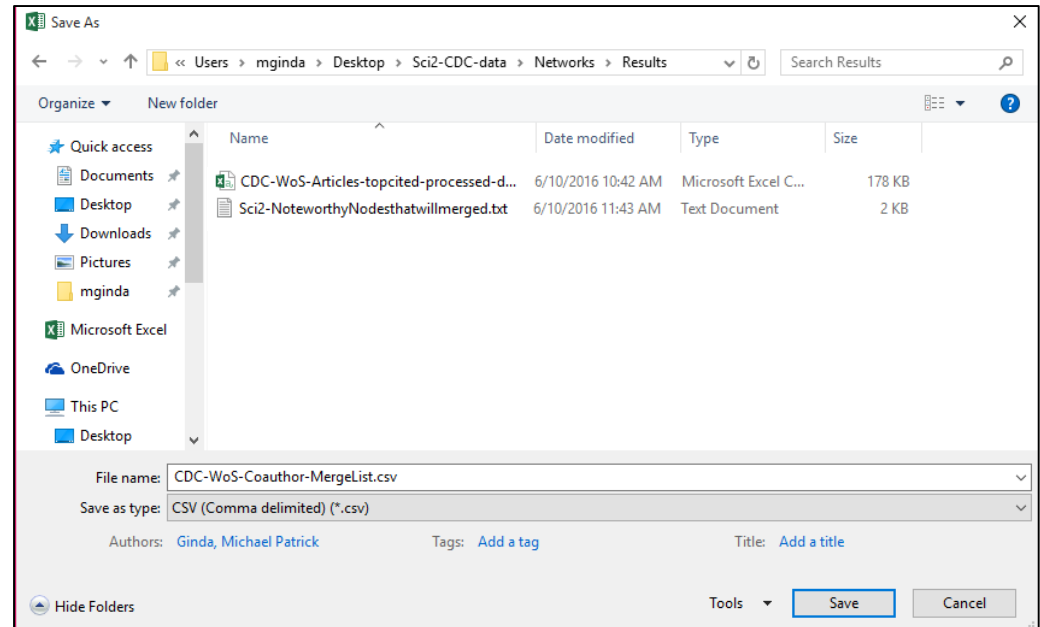 Save As
« Users › mginda › Desktop › Sci2-CDC-data › Networks › Results
Search Results
Organize
New folder
Name Date modified Type Size
Quick access
Documents
Desktop
Downloads
Pictures
mginda
Microsoft Excel
OneDrive
This PC
Desktop
CDC-WoS-Articles-topcited-processed-d... 6/10/2016 10:42 AM Microsoft Excel C... 178 KB
Sci2-NoteworthyNodesthatwillmerged.txt 6/10/2016 11:43 AM Text Document 2 KB
File name: CDC-WoS-Coauthor-MergeList.csv
Save as type: CSV (Comma delimited) (*.csv)
Authors: Ginda, Michael Patrick Tags: Add a tag Title: Add a title
Hide Folders Tools Save Cancel